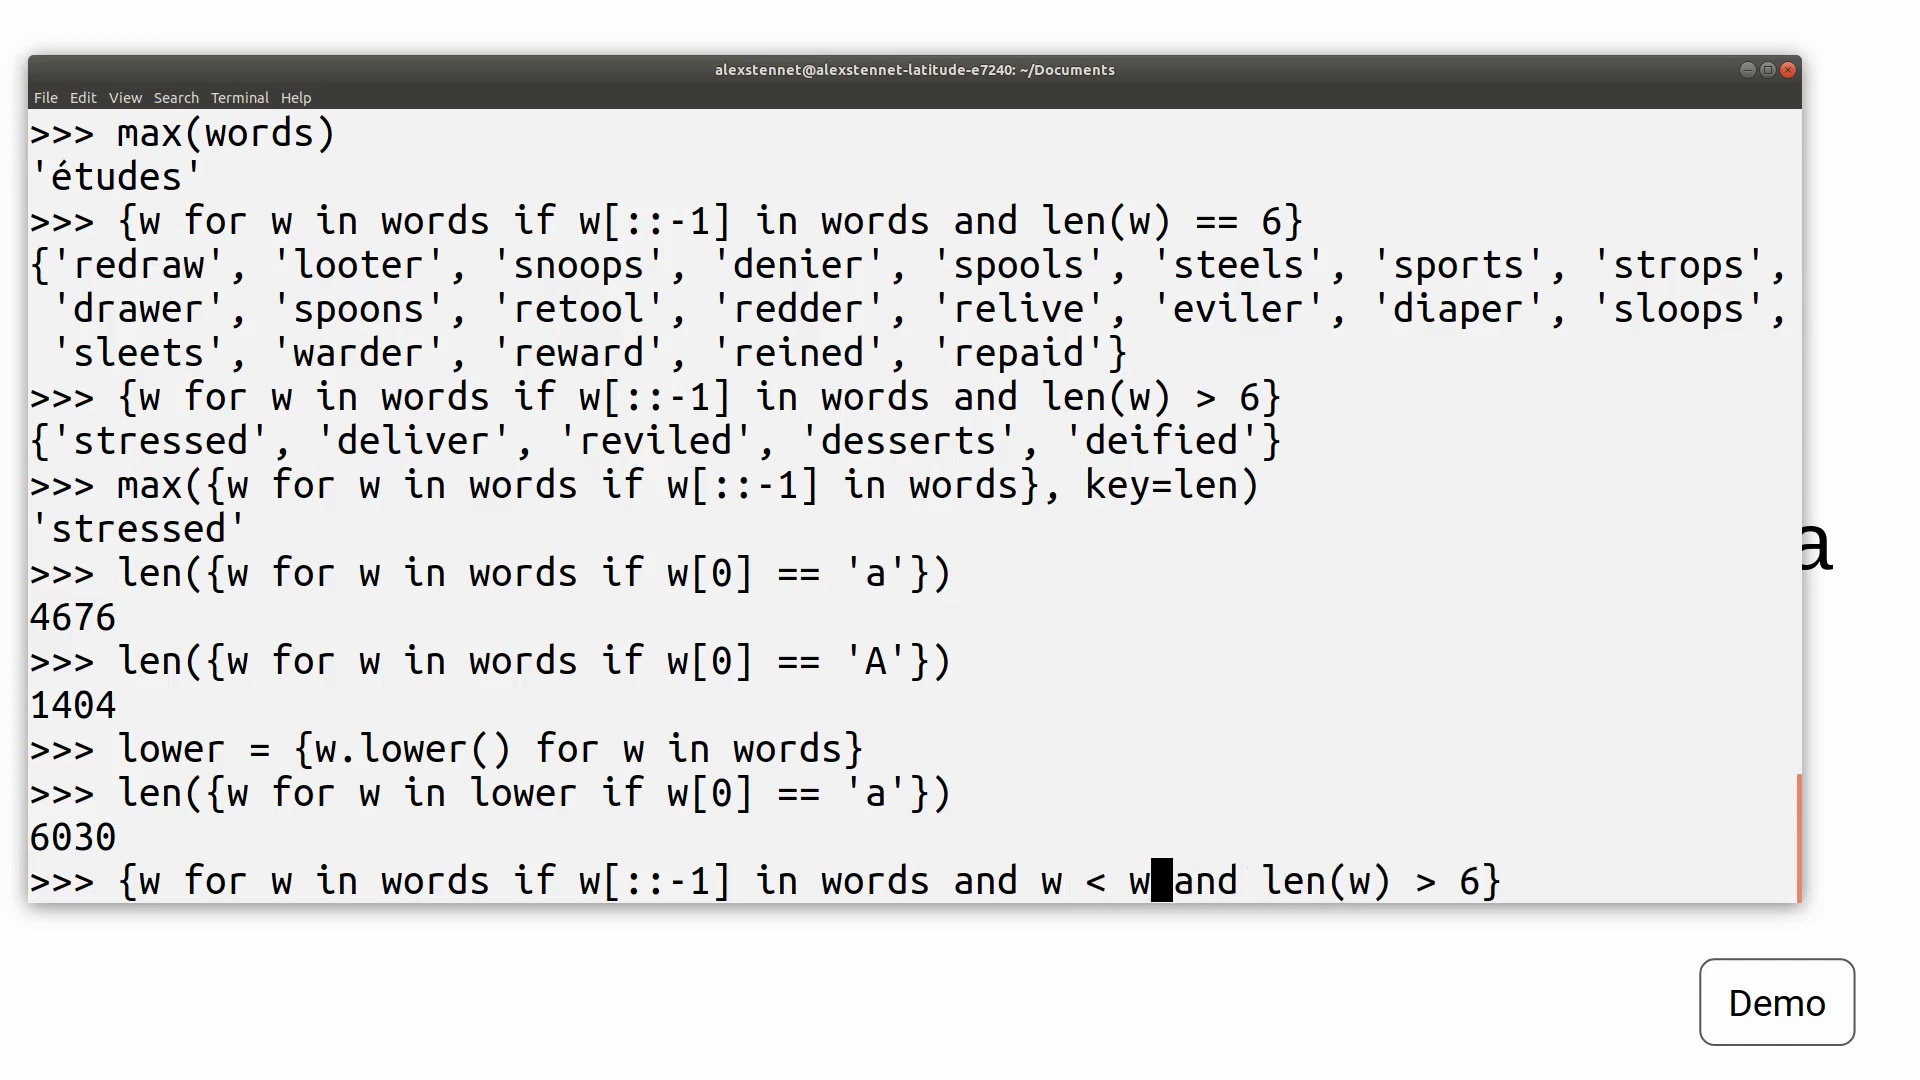 alexstennet@alexstennet-latitude-e7240: ~/Documents
File Edit View Search Terminal Help
>>> max(words)
'études'
>>> {w for w in words if w[::-1] in words and len(w) == 6}
{'redraw', 'looter', 'snoops', 'denier', 'spools', 'steels', 'sports', 'strops',
 'drawer', 'spoons', 'retool', 'redder', 'relive', 'eviler', 'diaper', 'sloops',
 'sleets', 'warder', 'reward', 'reined', 'repaid'}
>>> {w for w in words if w[::-1] in words and len(w) > 6}
{'stressed', 'deliver', 'reviled', 'desserts', 'deified'}
>>> max({w for w in words if w[::-1] in words}, key=len)
'stressed'
a
>>> len({w for w in words if w[0] == 'a'})
4676
>>> len({w for w in words if w[0] == 'A'})
1404
>>> lower = {w.lower() for w in words}
>>> len({w for w in lower if w[0] == 'a'})
6030
>>> {w for w in words if w[::-1] in words and w < w and len(w) > 6}
Demo